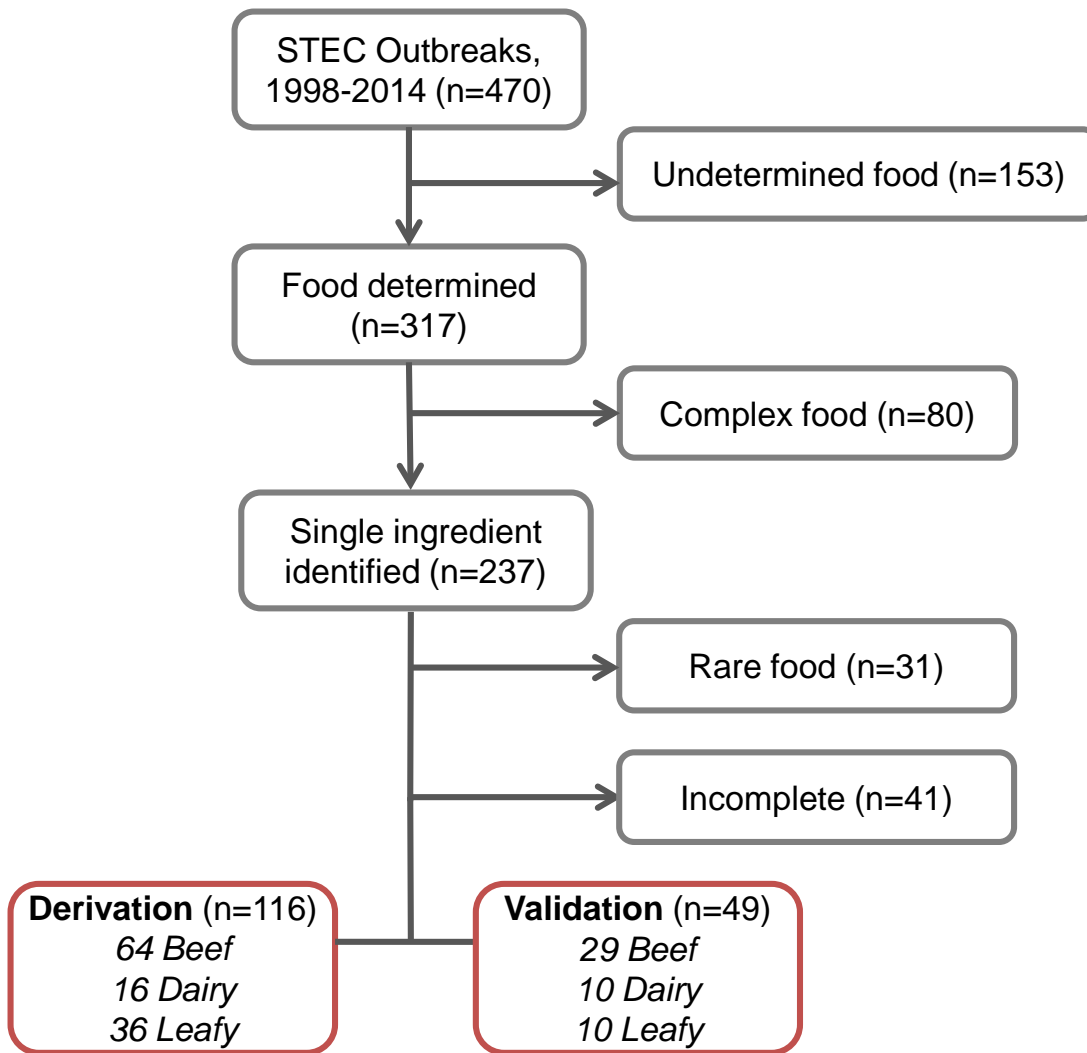 STEC Outbreaks,
1998-2014 (n=470)
Undetermined food (n=153)
Food determined
(n=317)
Complex food (n=80)
Single ingredient
identified (n=237)
Rare food (n=31)
Incomplete (n=41)
Derivation (n=116)
64 Beef
16 Dairy
36 Leafy
Validation (n=49)
29 Beef
10 Dairy
10 Leafy